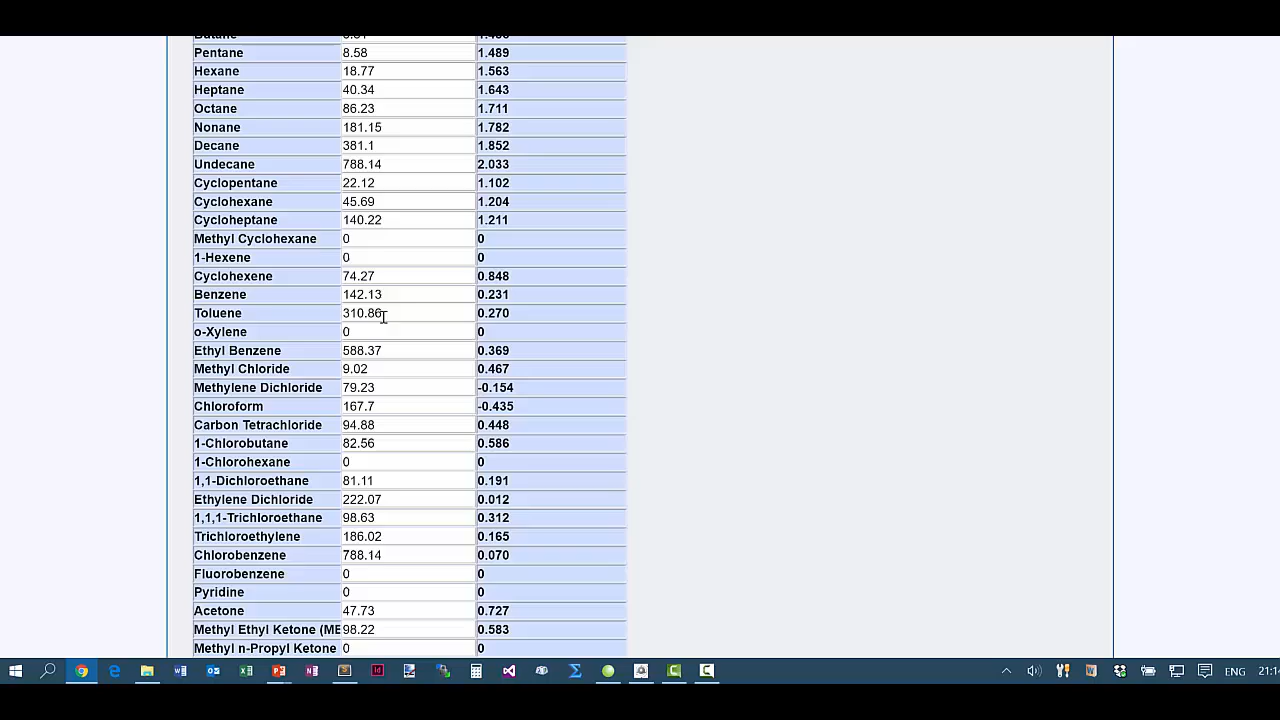 Butane
Pentane 8.58 1.489
Hexane 18.77 1.563
Heptane 40.34 1.643
Octane 86.23 1.711
Nonane 181.15 1.782
Decane 381.1 1.852
Undecane 788.14 2.033
Cyclopentane 22.12 1.102
Cyclohexane 45.69 1.204
Cycloheptane 140.22 1.211
Methyl Cyclohexane 0 0
1-Hexene 0 0
Cyclohexene 74.27 0.848
Benzene 142.13 0.231
Toluene 310.86 0.270
o-Xylene 0 0
Ethyl Benzene 588.37 0.369
Methyl Chloride 9.02 0.467
Methylene Dichloride 79.23 -0.154
Chloroform 167.7 -0.435
Carbon Tetrachloride 94.88 0.448
1-Chlorobutane 82.56 0.586
1-Chlorohexane 0 0
1,1-Dichloroethane 81.11 0.191
Ethylene Dichloride 222.07 0.012
1,1,1-Trichloroethane 98.63 0.312
Trichloroethylene 186.02 0.165
Chlorobenzene 788.14 0.070
Fluorobenzene 0 0
Pyridine 0 0
Acetone 47.73 0.727
Methyl Ethyl Ketone (ME 98.22 0.583
Methyl n-Propyl Ketone 0 0
ENG 21:14